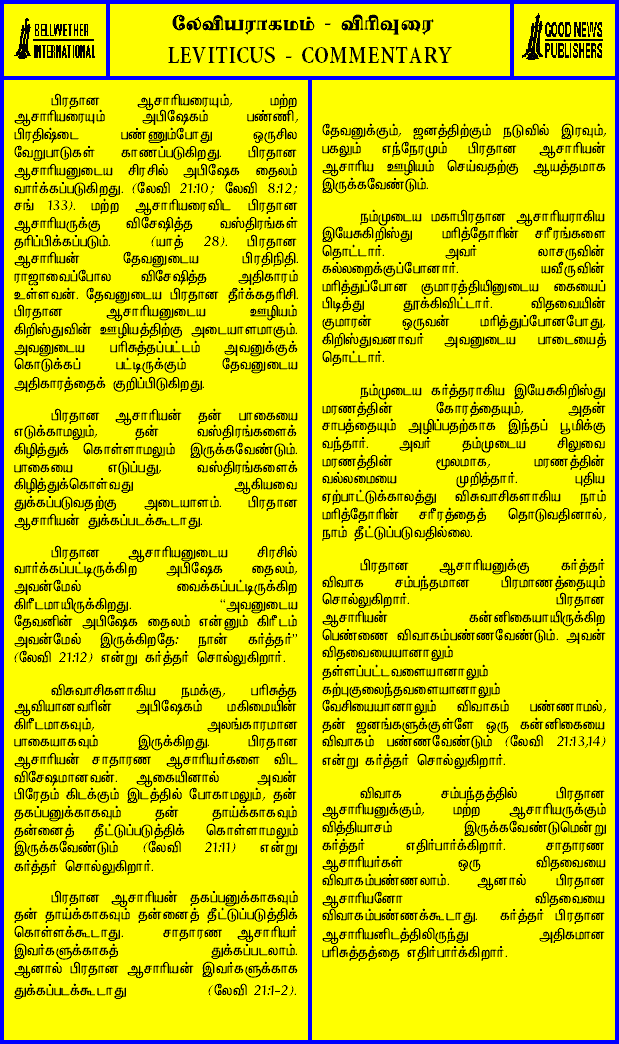 BELLWETHER
INTERNATIONAL
லேவியராகமம் - விரிவுரை
LEVITICUS - COMMENTARY
GOOD NEWS
PUBLISHERS
பிரதான ஆசாரியரையும், மற்ற
ஆசாரியரையும் அபிஷேகம் பண்ணி,
பிரதிஷ்டை பண்ணும்போது ஒருசில
வேறுபாடுகள் காணப்படுகிறது. பிரதான
ஆசாரியனுடைய சிரசில் அபிஷேக தைலம்
வார்க்கப்படுகிறது. (லேவி 21:10; லேவி 8:12;
சங் 133). மற்ற ஆசாரியரைவிட பிரதான
ஆசாரியருக்கு விசேஷித்த வஸ்திரங்கள்
தரிப்பிக்கப்படும். (யாத் 28). பிரதான
ஆசாரியன் தேவனுடைய பிரதிநிதி.
ராஜாவைப்போல விசேஷித்த அதிகாரம்
உள்ளவன். தேவனுடைய பிரதான தீர்க்கதரிசி.
பிரதான ஆசாரியனுடைய ஊழியம்
கிறிஸ்துவின் ஊழியத்திற்கு அடையாளமாகும்.
அவனுடைய பரிசுத்தப்பட்டம் அவனுக்குக்
கொடுக்கப் பட்டிருக்கும் தேவனுடைய
அதிகாரத்தைக் குறிப்பிடுகிறது.
பிரதான ஆசாரியன் தன் பாகையை
எடுக்காமலும், தன் வஸ்திரங்களைக்
கிழித்துக் கொள்ளாமலும் இருக்கவேண்டும்.
பாகையை எடுப்பது, வஸ்திரங்களைக்
கிழித்துக்கொள்வது ஆகியவை
துக்கப்படுவதற்கு அடையாளம். பிரதான
ஆசாரியன் துக்கப்படக்கூடாது.
பிரதான ஆசாரியனுடைய சிரசில்
வார்க்கப்பட்டிருக்கிற அபிஷேக தைலம்,
அவன்மேல் வைக்கப்பட்டிருக்கிற
கிரீடமாயிருக்கிறது. "அவனுடைய
தேவனின் அபிஷேக தைலம் என்னும் கிரீடம்
அவன்மேல் இருக்கிறதே; நான் கர்த்தர்"
(லேவி 21:12) என்று கர்த்தர் சொல்லுகிறார்.
விசுவாசிகளாகிய நமக்கு, பரிசுத்த
ஆவியானவரின் அபிஷேகம் மகிமையின்
கிரீடமாகவும், அலங்காரமான
பாகையாகவும் இருக்கிறது. பிரதான
ஆசாரியன் சாதாரண ஆசாரியர்களை விட
விசேஷமானவன். ஆகையினால் அவன்
பிரேதம் கிடக்கும் இடத்தில் போகாமலும், தன்
தகப்பனுக்காகவும் தன் தாய்க்காகவும்
தன்னைத் தீட்டுப்படுத்திக் கொள்ளாமலும்
இருக்கவேண்டும் (லேவி 21:11) என்று
கர்த்தர் சொல்லுகிறார்.
பிரதான ஆசாரியன் தகப்பனுக்காகவும்
தன் தாய்க்காகவும் தன்னைத் தீட்டுப்படுத்திக்
கொள்ளக்கூடாது. சாதாரண ஆசாரியர்
இவர்களுக்காகத் துக்கப்படலாம்.
ஆனால் பிரதான ஆசாரியன் இவர்களுக்காக
துக்கப்படக்கூடாது (லேவி 21:1-2).
தேவனுக்கும், ஜனத்திற்கும் நடுவில் இரவும்,
பகலும் எந்நேரமும் பிரதான ஆசாரியன்
ஆசாரிய ஊழியம் செய்வதற்கு ஆயத்தமாக
இருக்கவேண்டும்.
நம்முடைய மகாபிரதான ஆசாரியராகிய
இயேசுகிறிஸ்து மரித்தோரின் சரீரங்களை
தொட்டார். அவர் லாசருவின்
கல்லறைக்குப்போனார். யவீருவின்
மரித்துப்போன குமாரத்தியினுடைய கையைப்
பிடித்து தூக்கிவிட்டார். விதவையின்
குமாரன் ஒருவன் மரித்துப்போனபோது,
கிறிஸ்துவானவர் அவனுடைய பாடையைத்
தொட்டார்.
நம்முடைய கர்த்தராகிய இயேசுகிறிஸ்து
மரணத்தின் கோரத்தையும், அதன்
சாபத்தையும் அழிப்பதற்காக இந்தப் பூமிக்கு
வந்தார். அவர் தம்முடைய சிலுவை
மரணத்தின் மூலமாக, மரணத்தின்
வல்லமையை முறித்தார். புதிய
ஏற்பாட்டுக்காலத்து விசுவாசிகளாகிய நாம்
மரித்தோரின் சரீரத்தைத் தொடுவதினால்,
நாம் தீட்டுப்படுவதில்லை.
பிரதான ஆசாரியனுக்கு கர்த்தர்
விவாக சம்பந்தமான பிரமாணத்தையும்
சொல்லுகிறார். பிரதான
ஆசாரியன் கன்னிகையாயிருக்கிற
பெண்ணை விவாகம்பண்ணவேண்டும். அவன்
விதவையையானாலும்
தள்ளப்பட்டவளையானாலும்
கற்புகுலைந்தவளையானாலும்
வேசியையானாலும் விவாகம் பண்ணாமல்,
தன் ஜனங்களுக்குள்ளே ஒரு கன்னிகையை
விவாகம் பண்ணவேண்டும் (லேவி 21:13,14)
என்று கர்த்தர் சொல்லுகிறார்.
விவாக சம்பந்தத்தில் பிரதான
ஆசாரியனுக்கும், மற்ற ஆசாரியருக்கும்
வித்தியாசம் இருக்கவேண்டுமென்று
கர்த்தர் எதிர்பார்க்கிறார். சாதாரண
ஆசாரியர்கள் ஒரு விதவையை
விவாகம்பண்ணலாம். ஆனால் பிரதான
ஆசாரியனோ விதவையை
விவாகம்பண்ணக்கூடாது. கர்த்தர் பிரதான
ஆசாரியனிடத்திலிருந்து அதிகமான
பரிசுத்தத்தை எதிர்பார்க்கிறார்.